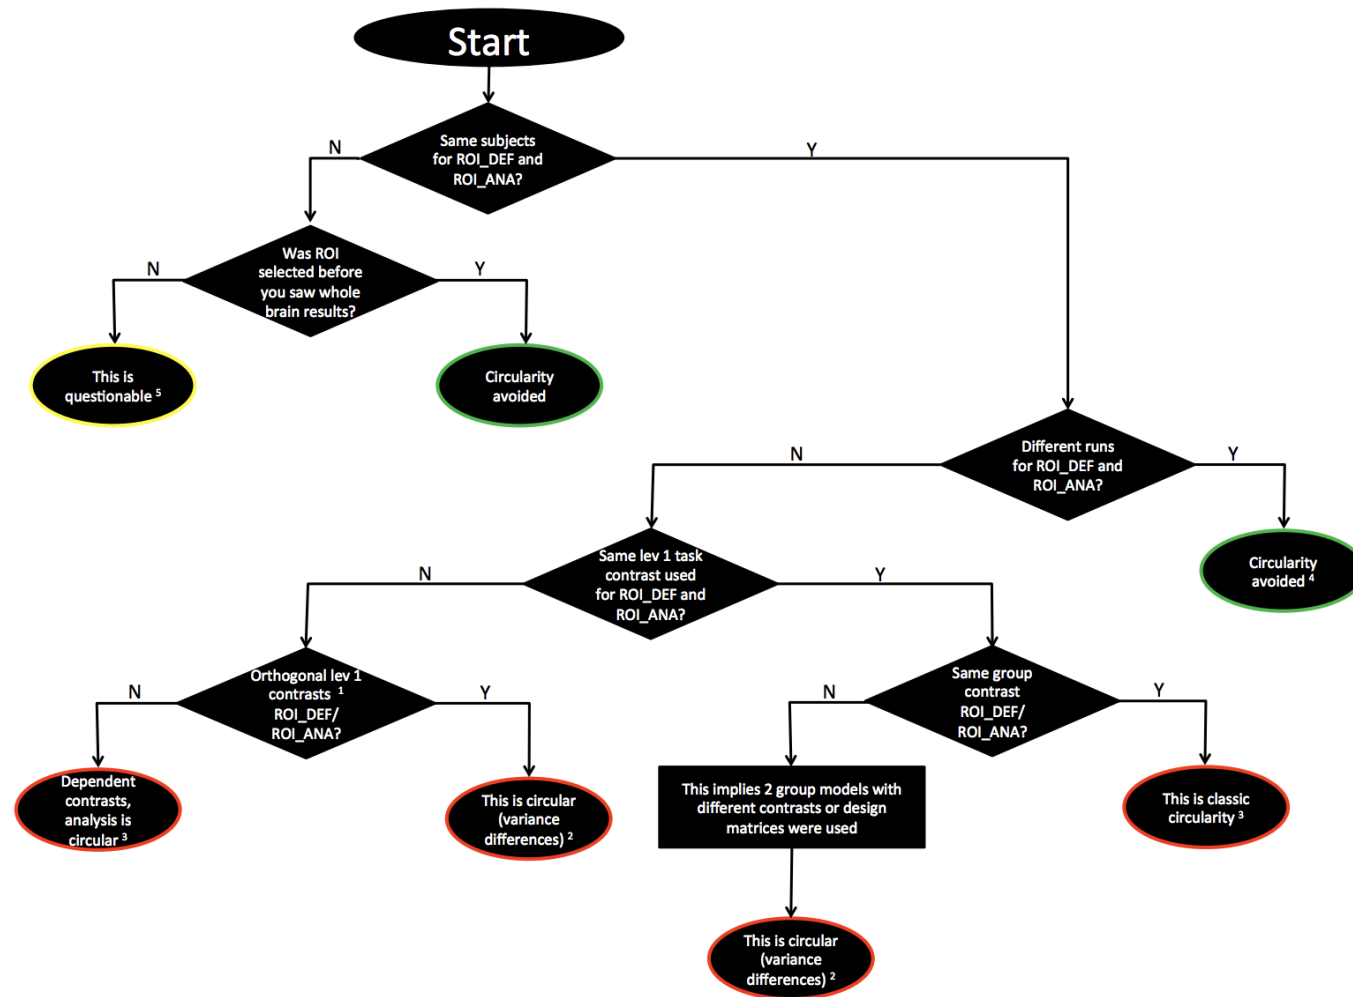 Start
Same subjects
for ROI_DEF and
ROI_ANA?
N
Y
Was ROI
selected before
you saw whole
brain results?
N
Y
This is
questionable 5
Circularity
avoided
Different runs
for ROI_DEF and
ROI_ANA?
N
Y
Circularity
avoided 4
Same lev 1 task
contrast used
for ROI_DEF and
ROI_ANA?
N
Y
Orthogonal lev 1
contrasts 1
ROI_DEF/
ROI_ANA?
N
Y
Same group
contrast
ROI_DEF/
ROI_ANA?
N
Y
Dependent
contrasts,
analysis is
circular 3
This is circular
(variance
differences) 2
This implies 2 group models with
different contrasts or design
matrices were used
This is classic
circularity 3
This is circular
(variance
differences) 2